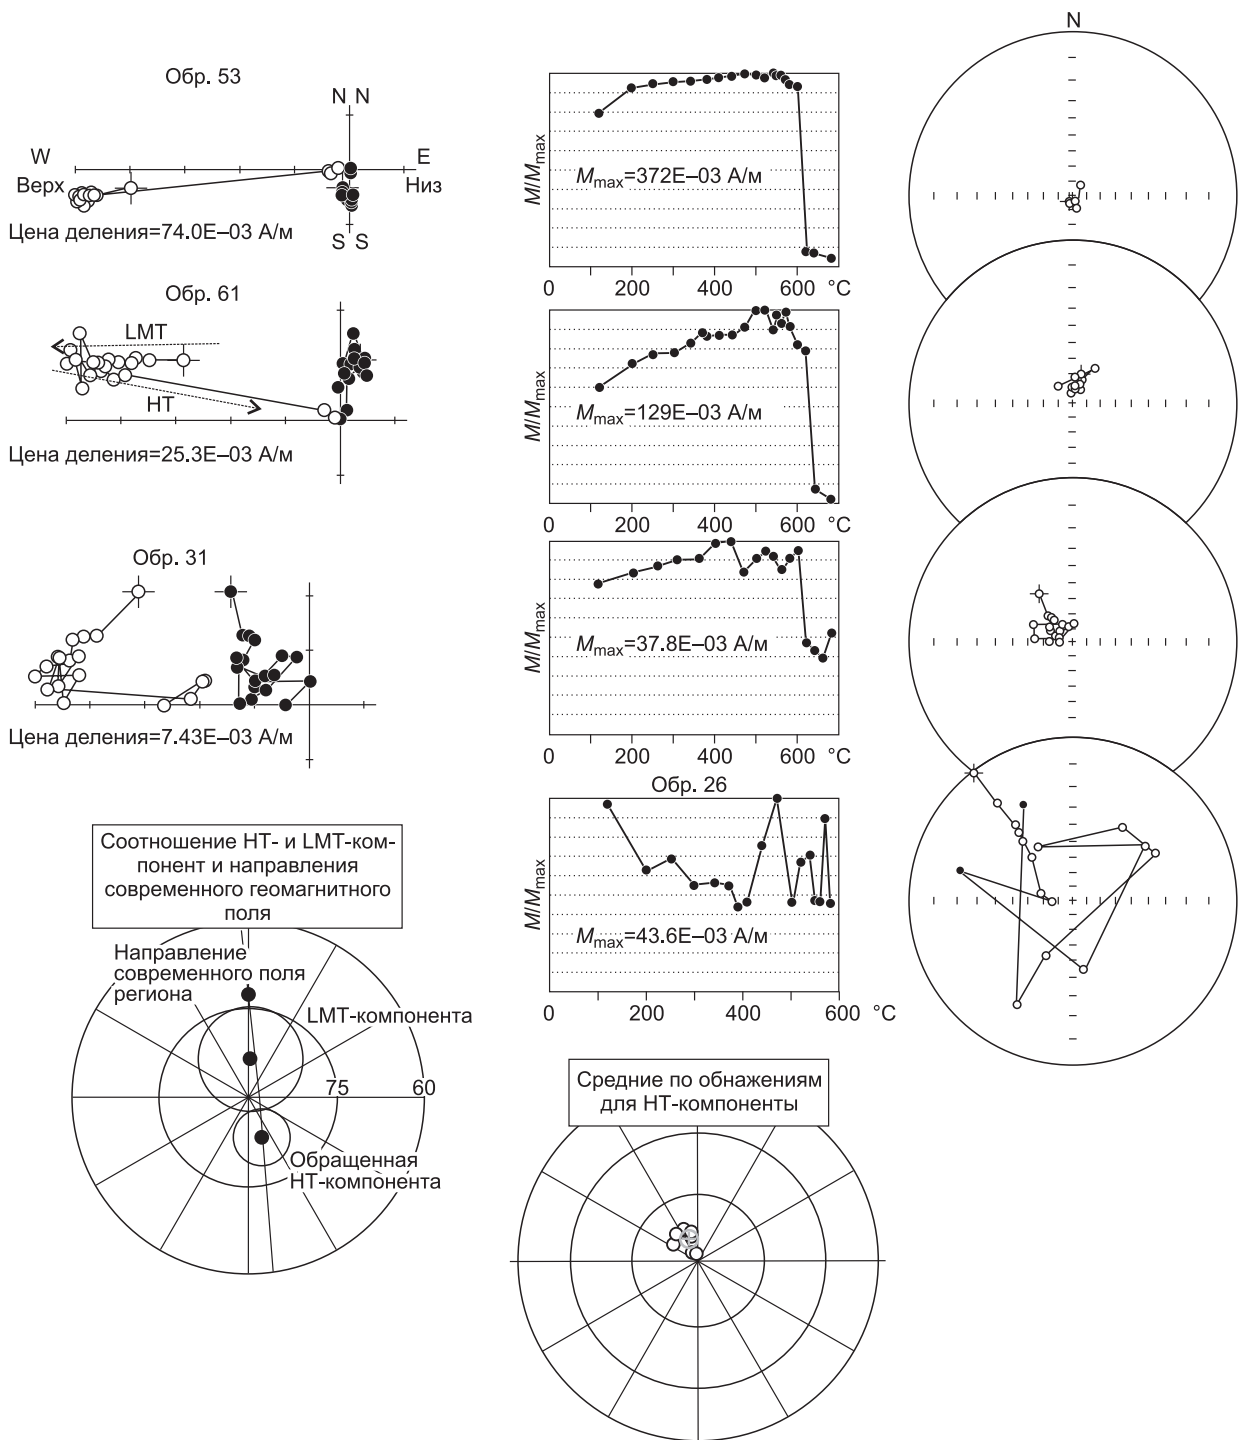 N
Обр. 53
N N
W
E
Верх
Низ
Цена деления=74.0E–03 А/м
S S
M/Mmax
Mmax=372E–03 А/м
0 200 400 600 °C
Обр. 61
LMT
HT
Цена деления=25.3E–03 А/м
M/Mmax
Mmax=129E–03 А/м
0 200 400 600 °C
Обр. 31
Цена деления=7.43E–03 А/м
M/Mmax
Mmax=37.8E–03 А/м
0 200 400 600 °C
Обр. 26
M/Mmax
Mmax=43.6E–03 А/м
0 200 400 600 °C
Соотношение НТ- и LMT-ком-
понент и направления
современного геомагнитного
поля
Направление
современного поля
региона
LMT-компонента
75 60
Обращенная
НТ-компонента
Средние по обнажениям
для НТ-компоненты